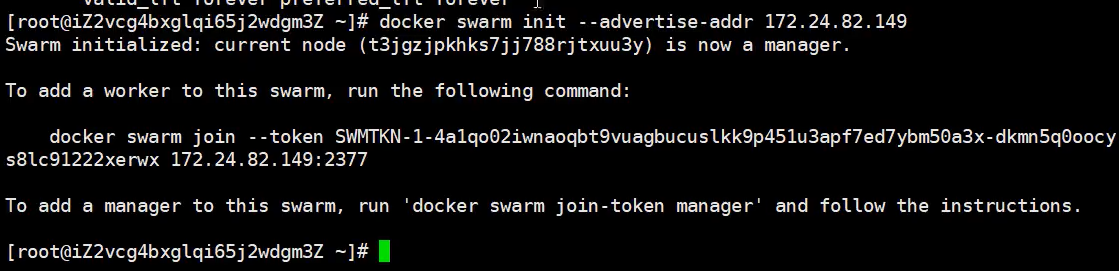 valid_lft forever preferred_lft forever
[root@iZ2vcg4bxglqi65j2wdgm3Z ~]# docker swarm init --advertise-addr 172.24.82.149
Swarm initialized: current node (t3jgzjpkhks7jj788rjtxuu3y) is now a manager.
To add a worker to this swarm, run the following command:
docker swarm join --token SWMTKN-1-4a1qo02iwnaoqbt9vuagbucuslkk9p451u3apf7ed7ybm50a3x-dkmn5q0oocy
s8lc91222xerwx 172.24.82.149:2377
To add a manager to this swarm, run 'docker swarm join-token manager' and follow the instructions.
[root@iZ2vcg4bxglqi65j2wdgm3Z ~]#